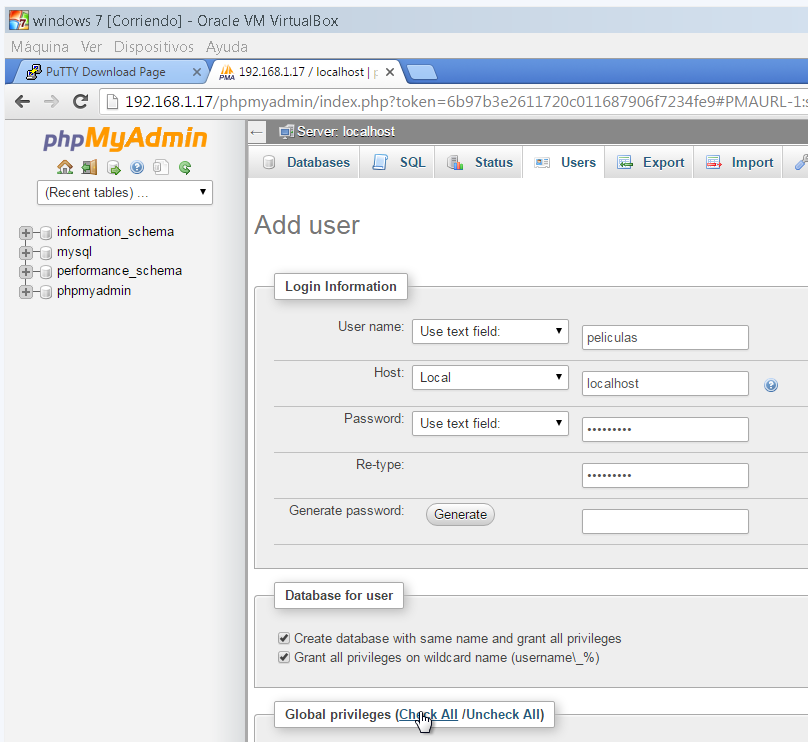 windows 7 [Corriendo] - Oracle VM VirtualBox
Máquina Ver Dispositivos Ayuda
PuTTY Download Page 192.168.1.17 / localhost | p
192.168.1.17/phpmyadmin/index.php?token=6b97b3e2611720c011687906f7234fe9#PMAURL-1:s
phpMyAdmin
(Recent tables) ...
information_schema
mysql
performance_schema
phpmyadmin
Server: localhost
Databases SQL Status Users Export Import
Add user
Login Information
User name: Use text field: peliculas
Host: Local localhost
Password: Use text field: •••••••••
Re-type: •••••••••
Generate password: Generate
Database for user
Create database with same name and grant all privileges
Grant all privileges on wildcard name (username\_%)
Global privileges (Check All /Uncheck All)